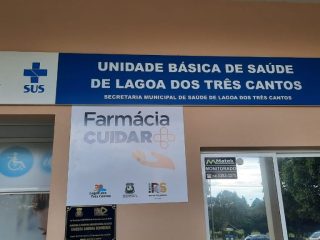 SUS
UNIDADE BÁSICA DE SAÚDE
DE LAGOA DOS TRÊS CANTOS
SECRETARIA MUNICIPAL DE SAÚDE DE LAGOA DOS TRÊS CANTOS
Farmácia
CUIDAR+
RS
MONITORADO